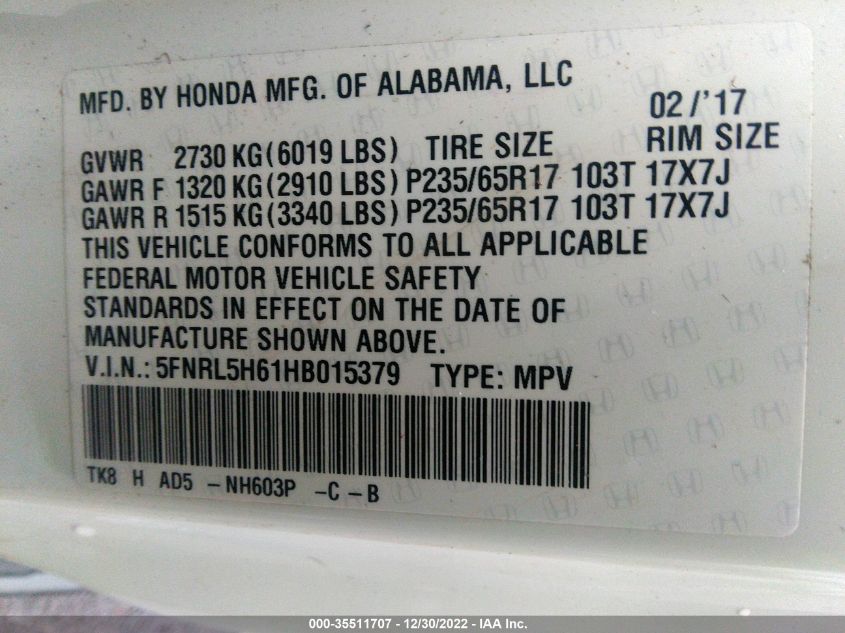 MFD. BY HONDA MFG. OF ALABAMA, LLC
02/'17
GVWR 2730 KG(6019 LBS) TIRE SIZE RIM SIZE
GAWR F 1320 KG(2910 LBS) P235/65R17 103T 17X7J
GAWR R 1515 KG(3340 LBS) P235/65R17 103T 17X7J
THIS VEHICLE CONFORMS TO ALL APPLICABLE
FEDERAL MOTOR VEHICLE SAFETY
STANDARDS IN EFFECT ON THE DATE OF
MANUFACTURE SHOWN ABOVE.
V.I.N.: 5FNRL5H61HB015379 TYPE: MPV
TK8 H AD5 -NH603P -C-B
000-35511707 - 12/30/2022 - IAA Inc.